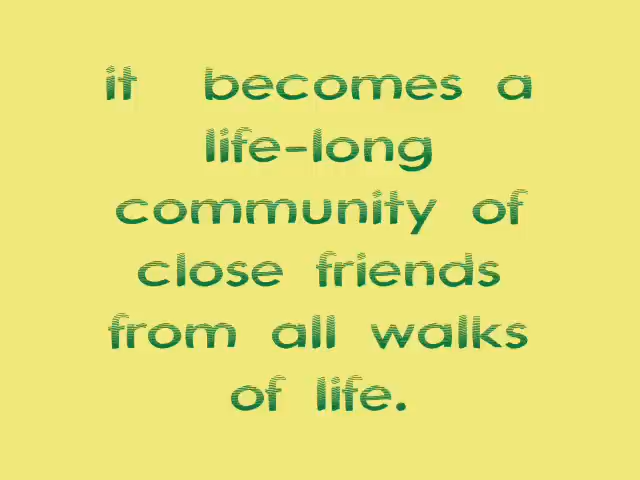 it becomes a
life-long
community of
close friends
from all walks
of life.